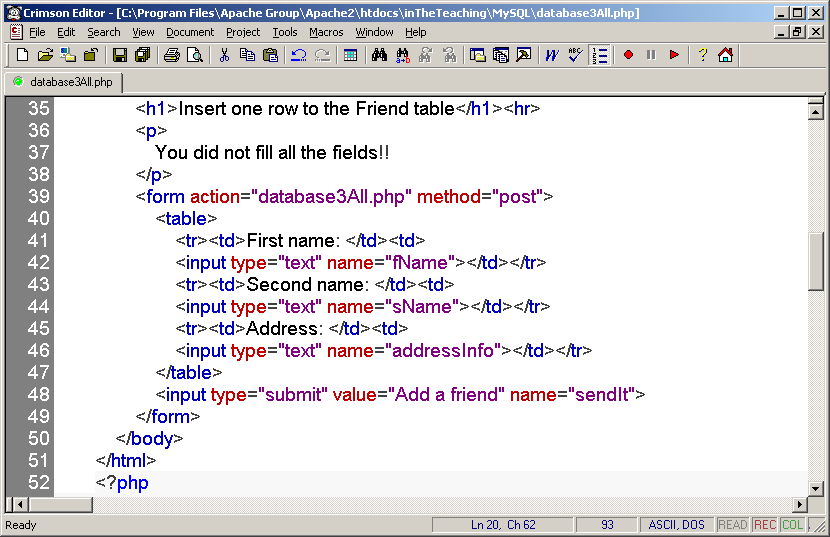 Crimson Editor - [C:\Program Files\Apache Group\Apache2\htdocs\inTheTeaching\MySQL\database3All.php]
File Edit Search View Document Project Tools Macros Window Help
database3All.php
35 <h1>Insert one row to the Friend table</h1><hr>
36 <p>
37 You did not fill all the fields!!
38 </p>
39 <form action="database3All.php" method="post">
40 <table>
41 <tr><td>First name: </td><td>
42 <input type="text" name="fName"></td></tr>
43 <tr><td>Second name: </td><td>
44 <input type="text" name="sName"></td></tr>
45 <tr><td>Address: </td><td>
46 <input type="text" name="addressInfo"></td></tr>
47 </table>
48 <input type="submit" value="Add a friend" name="sendIt">
49 </form>
50 </body>
51 </html>
52 <?php
Ready Ln 20, Ch 62 93 ASCII, DOS READ REC COL